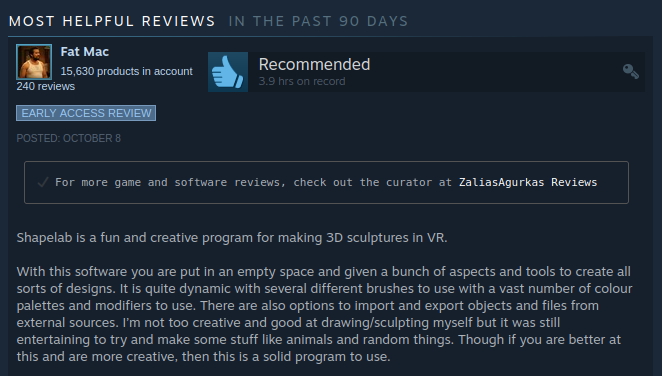 MOST HELPFUL REVIEWS IN THE PAST 90 DAYS
Fat Mac
15,630 products in account
240 reviews
Recommended
3.9 hrs on record
EARLY ACCESS REVIEW
POSTED: OCTOBER 8
For more game and software reviews, check out the curator at ZaliasAgurkas Reviews
Shapelab is a fun and creative program for making 3D sculptures in VR.
With this software you are put in an empty space and given a bunch of aspects and tools to create all
sorts of designs. It is quite dynamic with several different brushes to use with a vast number of colour
palettes and modifiers to use. There are also options to import and export objects and files from
external sources. I'm not too creative and good at drawing/sculpting myself but it was still
entertaining to try and make some stuff like animals and random things. Though if you are better at
this and are more creative, then this is a solid program to use.